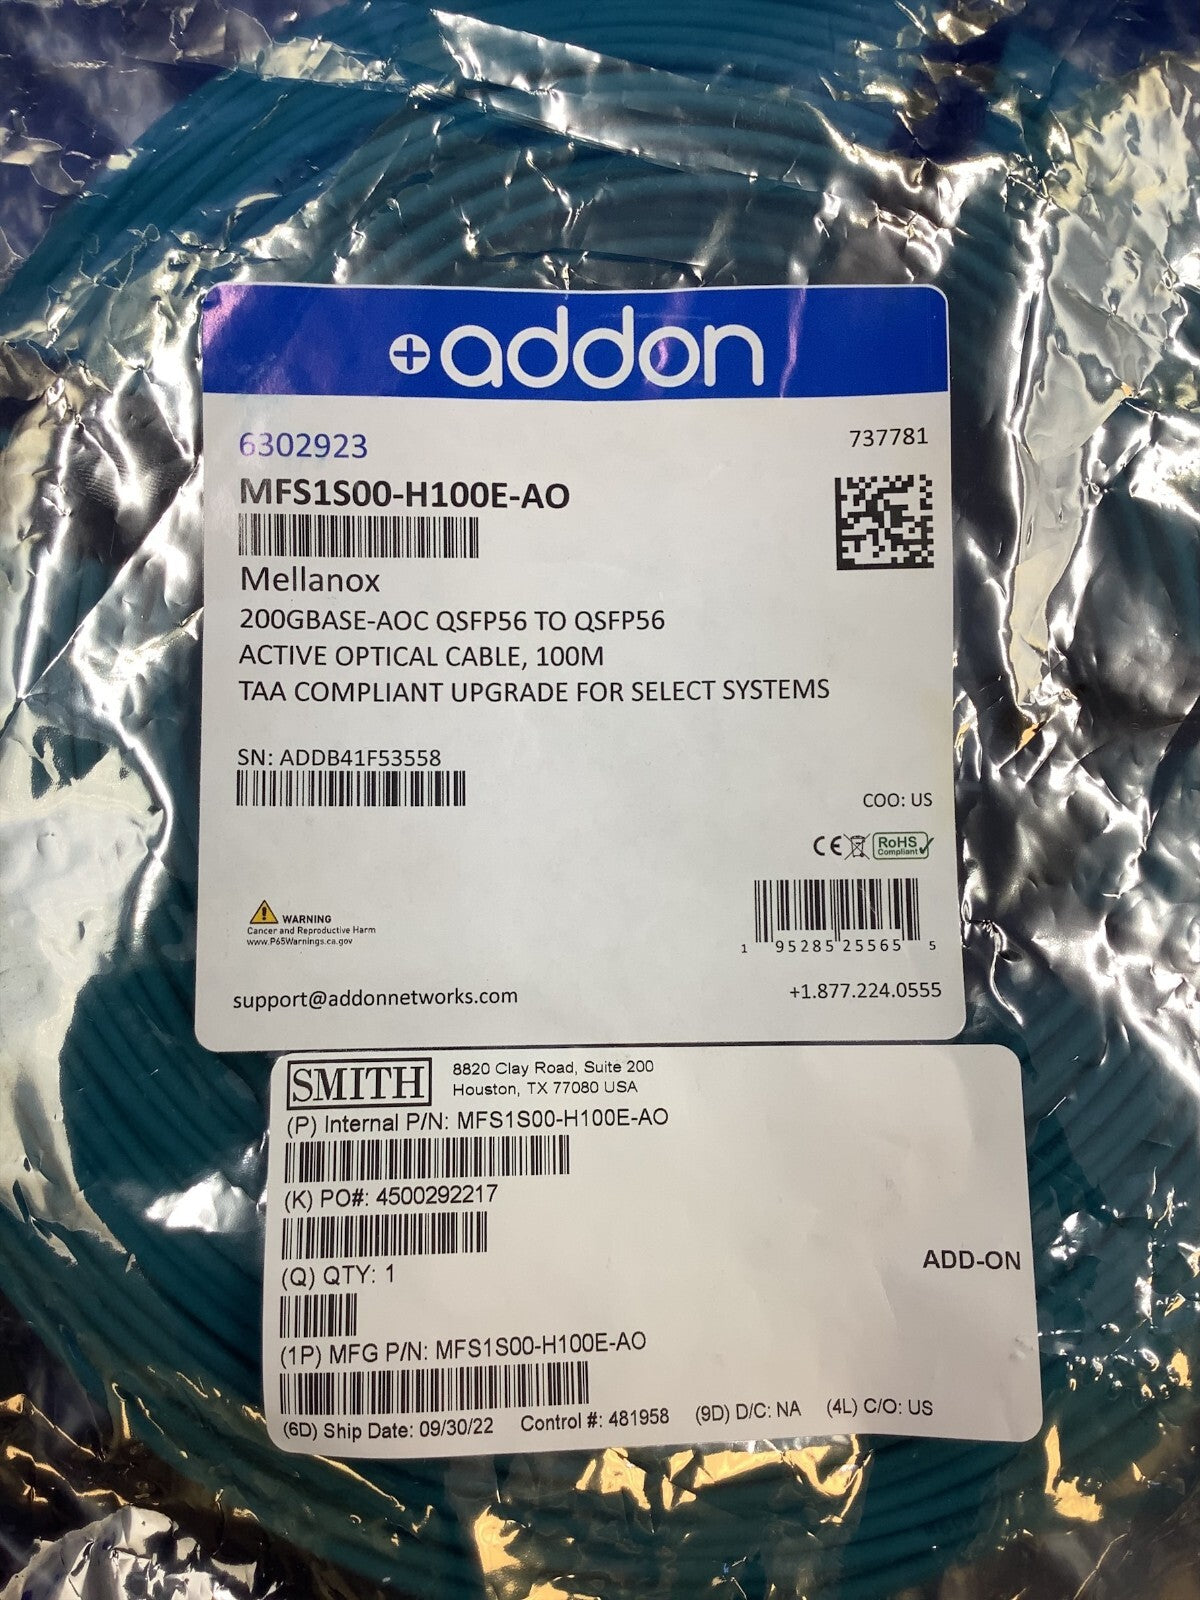 addon
6302923
737781
MFS1S00-H100E-AO
Mellanox
200GBASE-AOC QSFP56 TO QSFP56
ACTIVE OPTICAL CABLE, 100M
TAA COMPLIANT UPGRADE FOR SELECT SYSTEMS
SN: ADDB41F53558
COO: US
CE RoHS
Compliant
WARNING
Cancer and Reproductive Harm
www.P65Warnings.ca.gov
1 95285 25565 5
support@addonnetworks.com
+1.877.224.0555
SMITH
8820 Clay Road, Suite 200
Houston, TX 77080 USA
(P) Internal P/N: MFS1S00-H100E-AO
(K) PO#: 4500292217
(Q) QTY: 1
ADD-ON
(1P) MFG P/N: MFS1S00-H100E-AO
(6D) Ship Date: 09/30/22 Control #: 481958 (9D) D/C: NA (4L) C/O: US